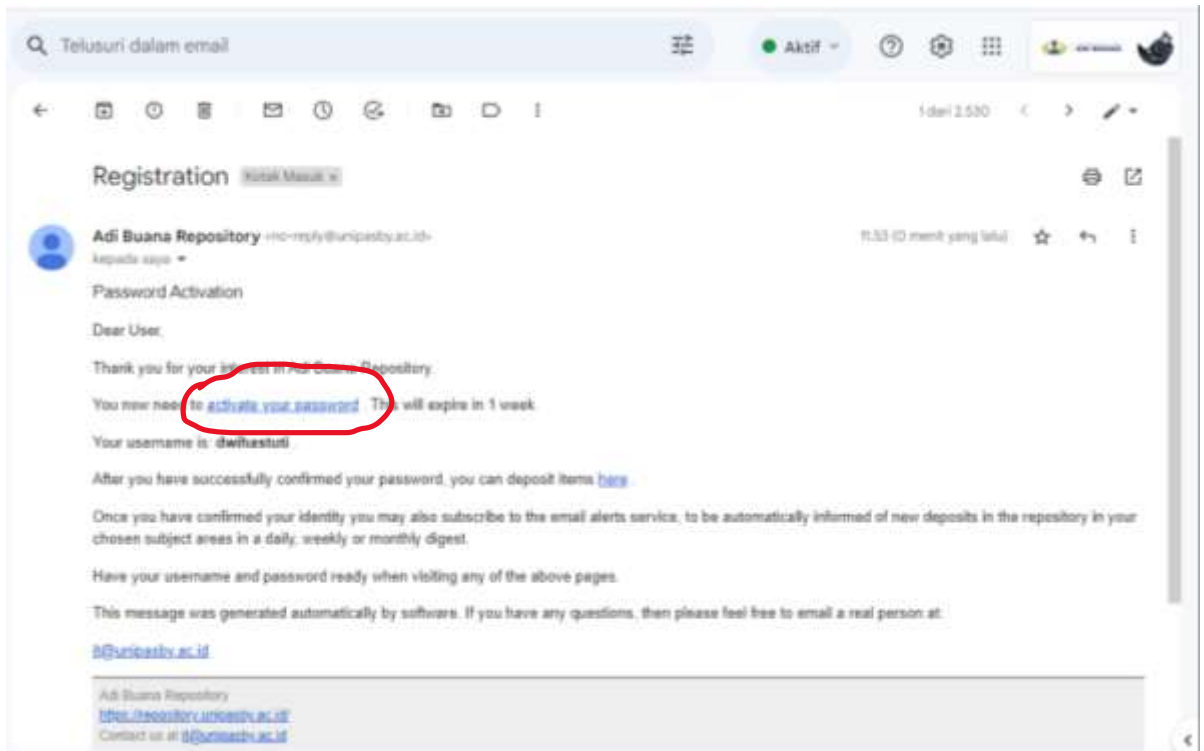 Telusuri dalam email
Aktif
1 dari 2.530
Registration Kotak Masuk x
Adi Buana Repository <no-reply@unipasby.ac.id>
11.53 (0 menit yang lalu)
kepada saya
Password Activation
Dear User,
Thank you for your interest in Adi Buana Repository.
You now need to activate your password . This will expire in 1 week.
Your username is: dwihastuti
After you have successfully confirmed your password, you can deposit items here .
Once you have confirmed your identity you may also subscribe to the email alerts service, to be automatically informed of new deposits in the repository in your
chosen subject areas in a daily, weekly or monthly digest.
Have your username and password ready when visiting any of the above pages.
This message was generated automatically by software. If you have any questions, then please feel free to email a real person at:
it@unipasby.ac.id
Adi Buana Repository
https://repository.unipasby.ac.id/
Contact us at it@unipasby.ac.id